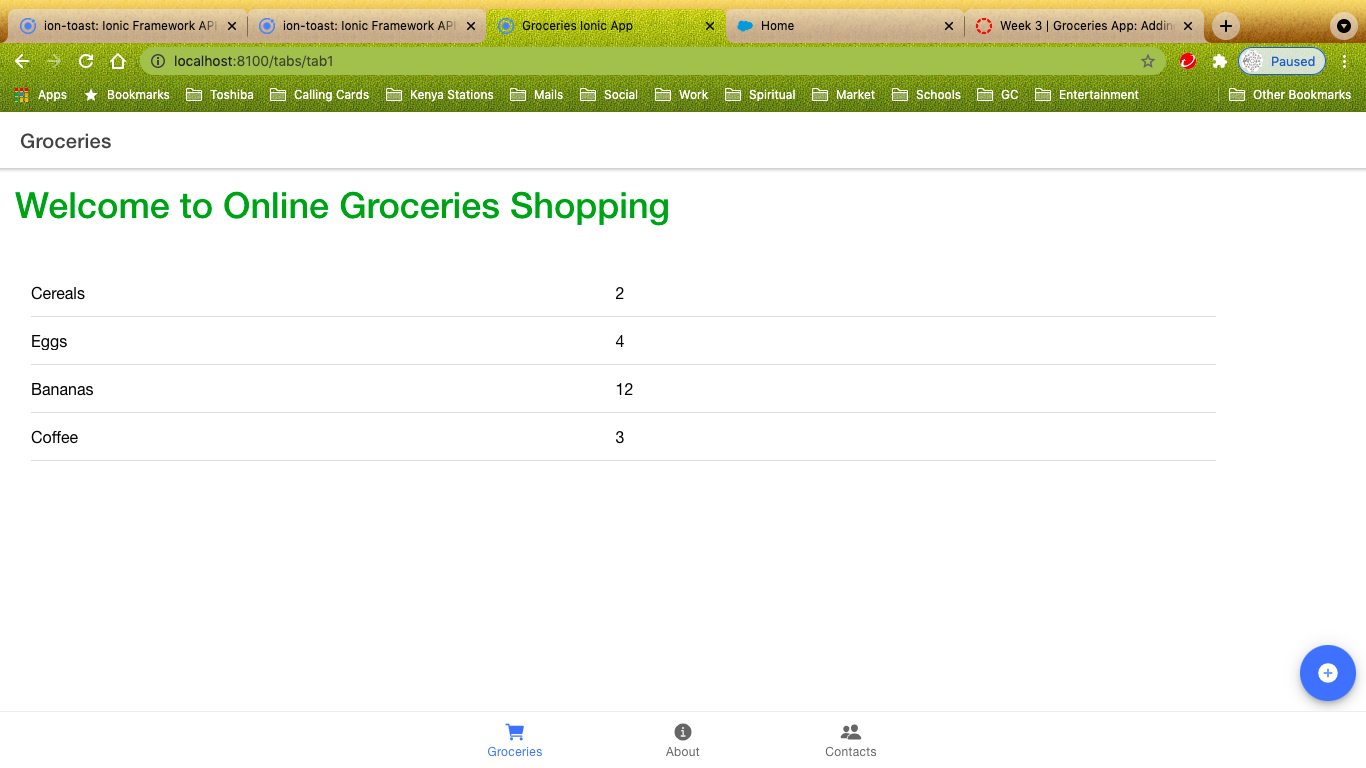 ion-toast: Ionic Framework API ion-toast: Ionic Framework API Groceries Ionic App Home Week 3 | Groceries App: Adding
localhost:8100/tabs/tab1 Paused
Apps Bookmarks Toshiba Calling Cards Kenya Stations Mails Social Work Spiritual Market Schools GC Entertainment Other Bookmarks
Groceries
Welcome to Online Groceries Shopping
Cereals 2
Eggs 4
Bananas 12
Coffee 3
Groceries About Contacts